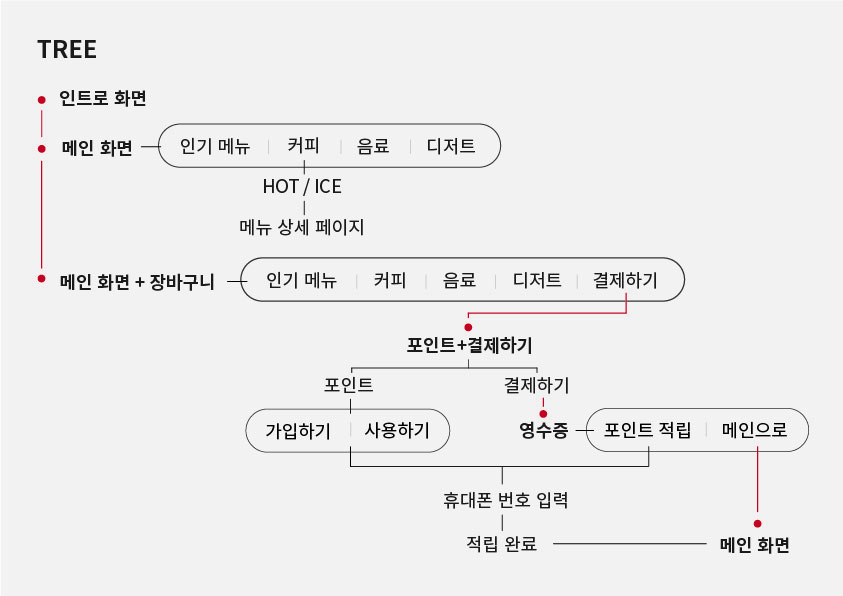 TREE
인트로 화면
메인 화면 인기 메뉴 | 커피 | 음료 | 디저트
HOT / ICE
메뉴 상세 페이지
메인 화면 + 장바구니 인기 메뉴 | 커피 | 음료 | 디저트 | 결제하기
포인트+결제하기
포인트 결제하기
가입하기 | 사용하기 영수증 포인트 적립 | 메인으로
휴대폰 번호 입력
적립 완료 메인 화면